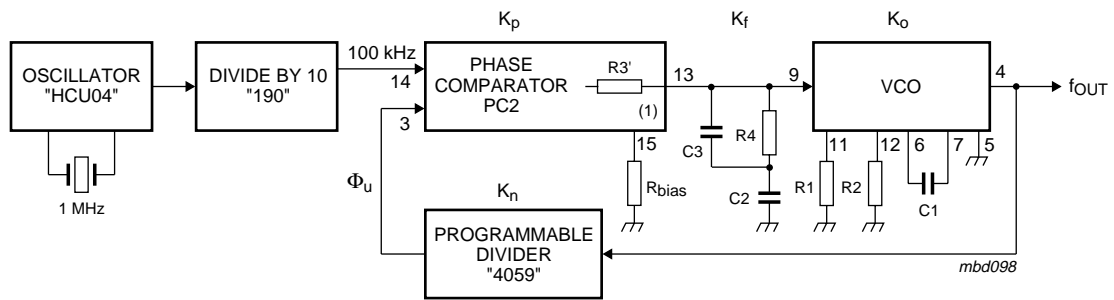 Kp
Kf
Ko
OSCILLATOR
"HCU04"
DIVIDE BY 10
"190"
100 kHz
14
3
PHASE
COMPARATOR
PC2
R3'
(1)
13
9
VCO
4
fOUT
15
Rbias
C3
R4
C2
11
12
6
7
5
R1
R2
C1
1 MHz
Φu
Kn
PROGRAMMABLE
DIVIDER
"4059"
mbd098